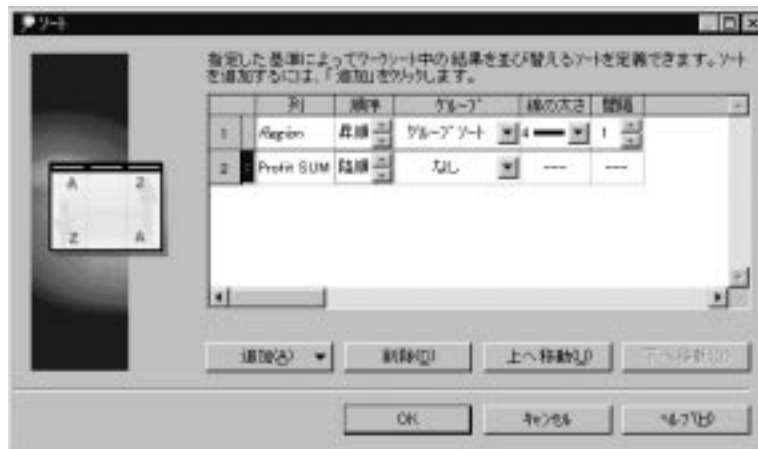 ソート
指定した基準によってワークシート中の結果を並び替えるソートを定義できます。ソート
を追加するには、「追加」をクリックします。
列 順序 グループ 線の太さ 間隔
1 Region 昇順 グループソート 4 1
2 Profit SUM 降順 なし --- ---
A Z
Z A
追加(A) 削除(D) 上へ移動(U) 下へ移動
OK キャンセル ヘルプ(H)